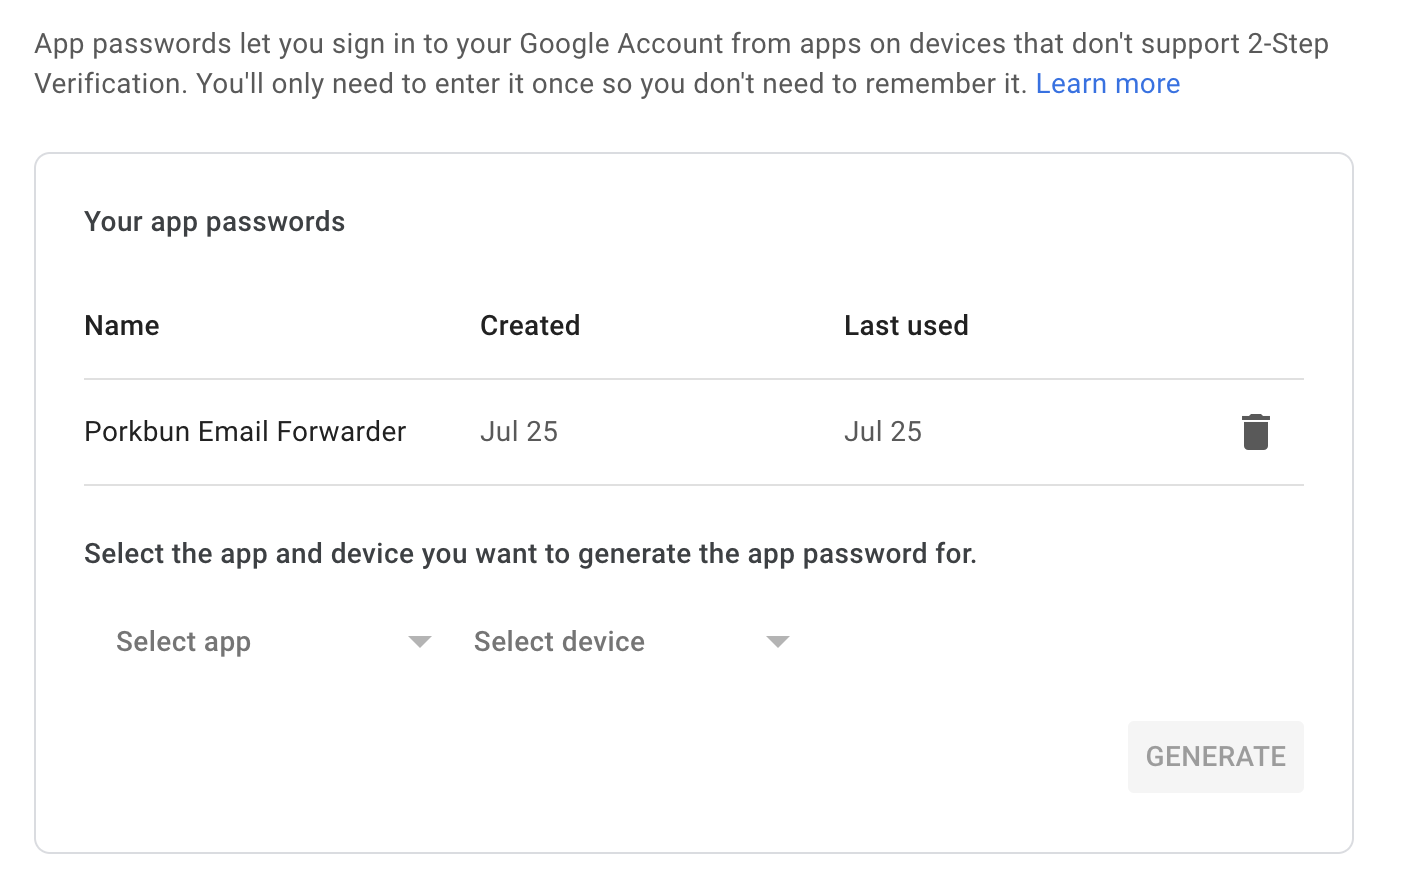 App passwords let you sign in to your Google Account from apps on devices that don't support 2-Step
Verification. You'll only need to enter it once so you don't need to remember it. Learn more
Your app passwords
Name Created Last used
Porkbun Email Forwarder Jul 25 Jul 25
Select the app and device you want to generate the app password for.
Select app Select device
GENERATE